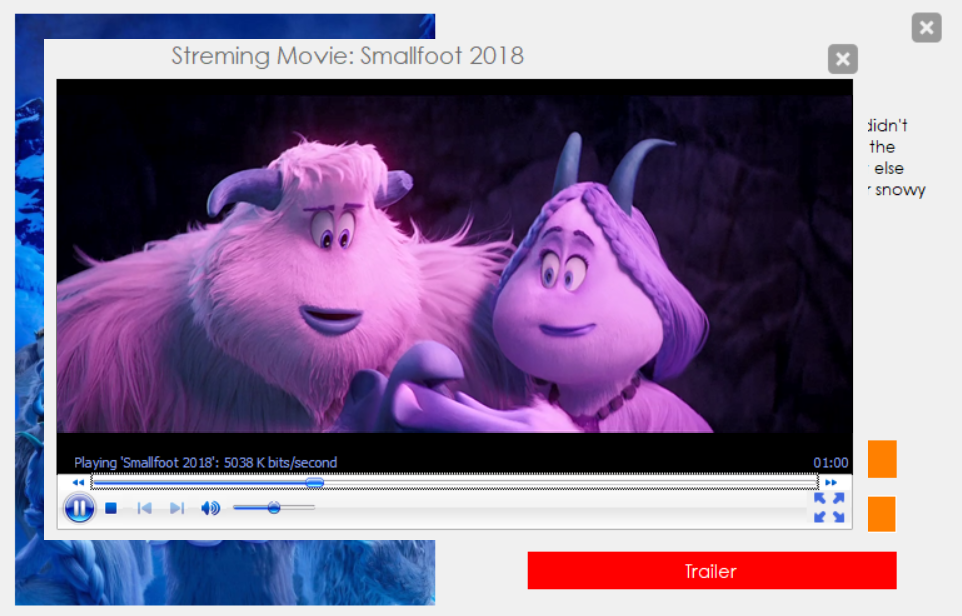 Streming Movie: Smallfoot 2018
didn't
the
else
snowy
Playing 'Smallfoot 2018': 5038 K bits/second
01:00
Trailer